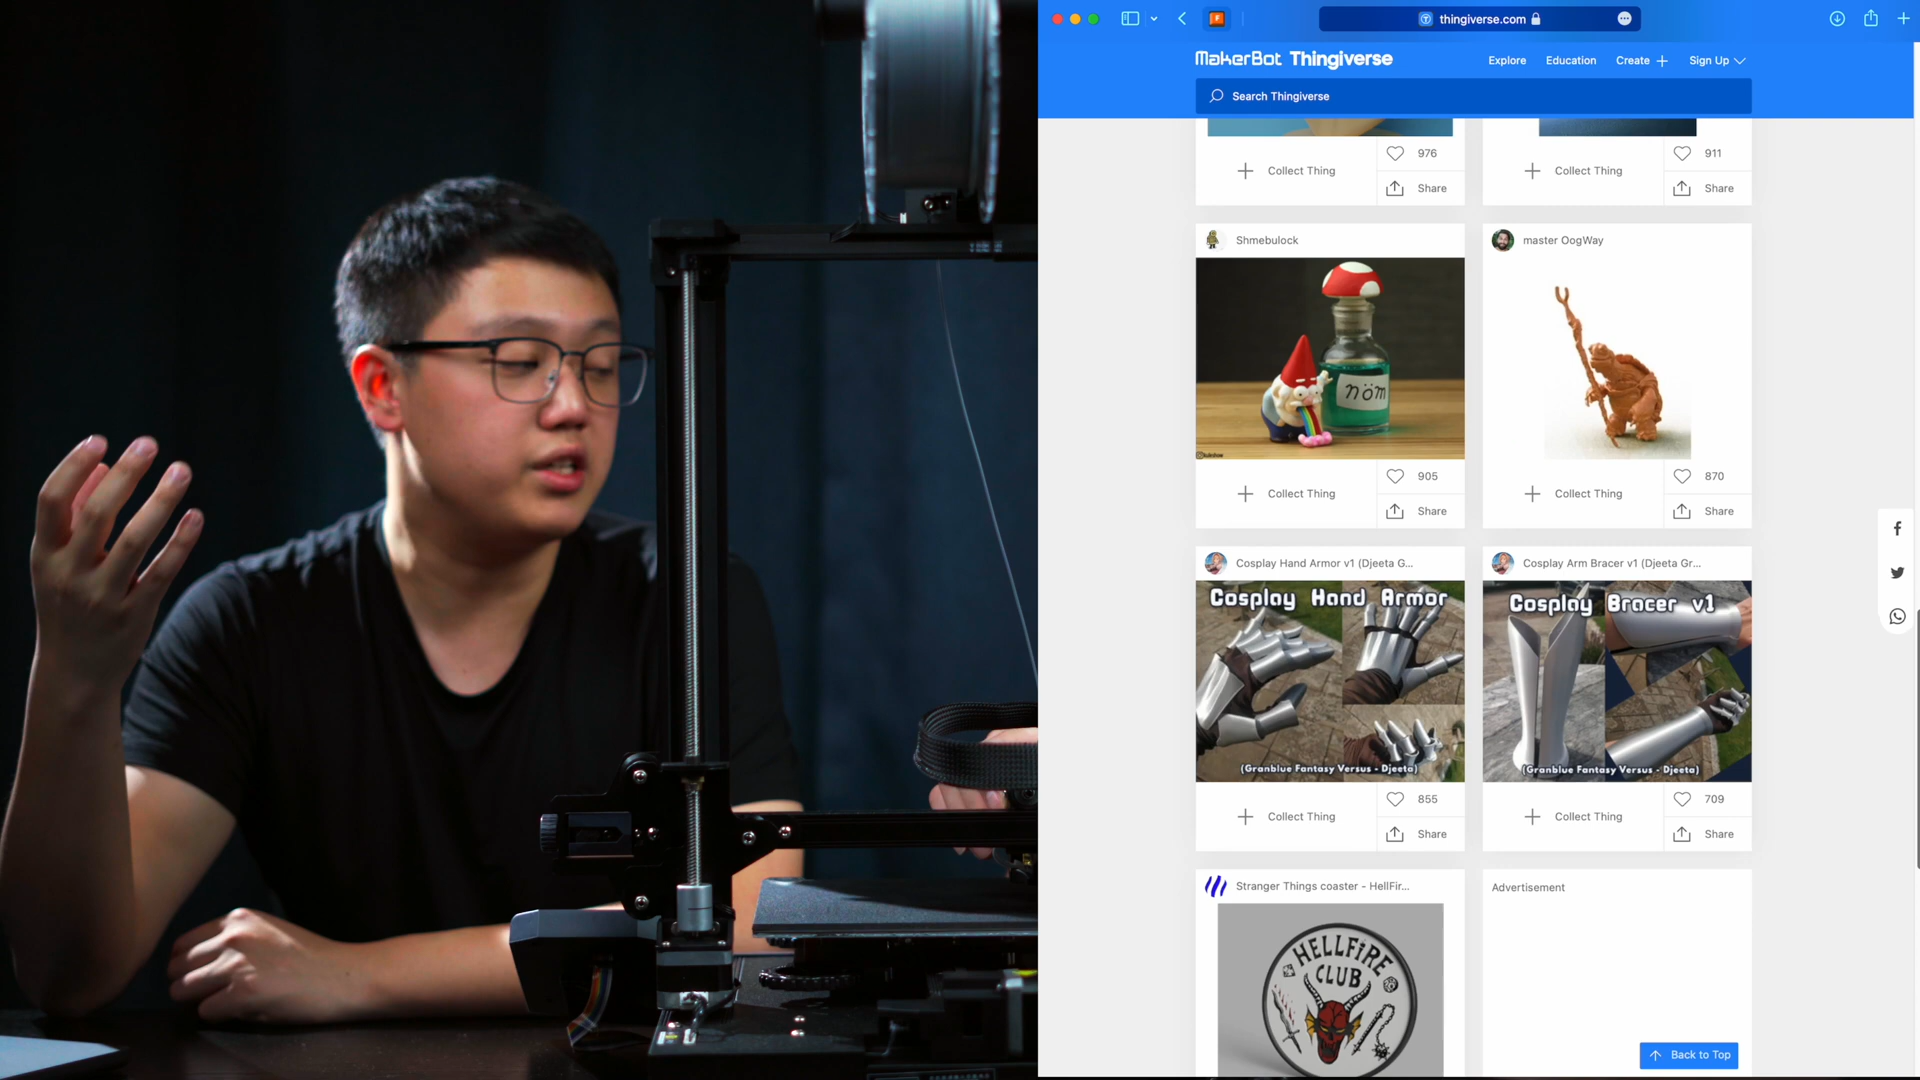 thingiverse.com
MakerBot Thingiverse
Explore
Education
Create
Sign Up
Search Thingiverse
976
911
Collect Thing
Collect Thing
Share
Share
Shmebulock
master OogWay
nöm
905
870
Collect Thing
Collect Thing
Share
Share
Cosplay Hand Armor v1 (Djeeta G...
Cosplay Arm Bracer v1 (Djeeta Gr...
Cosplay Hand Armor
Cosplay Bracer v1
(Granblue Fantasy Versus - Djeeta)
(Granblue Fantasy Versus - Djeeta)
855
709
Collect Thing
Collect Thing
Share
Share
Stranger Things coaster - HellFir...
Advertisement
HELLFIRE
CLUB
Back to Top